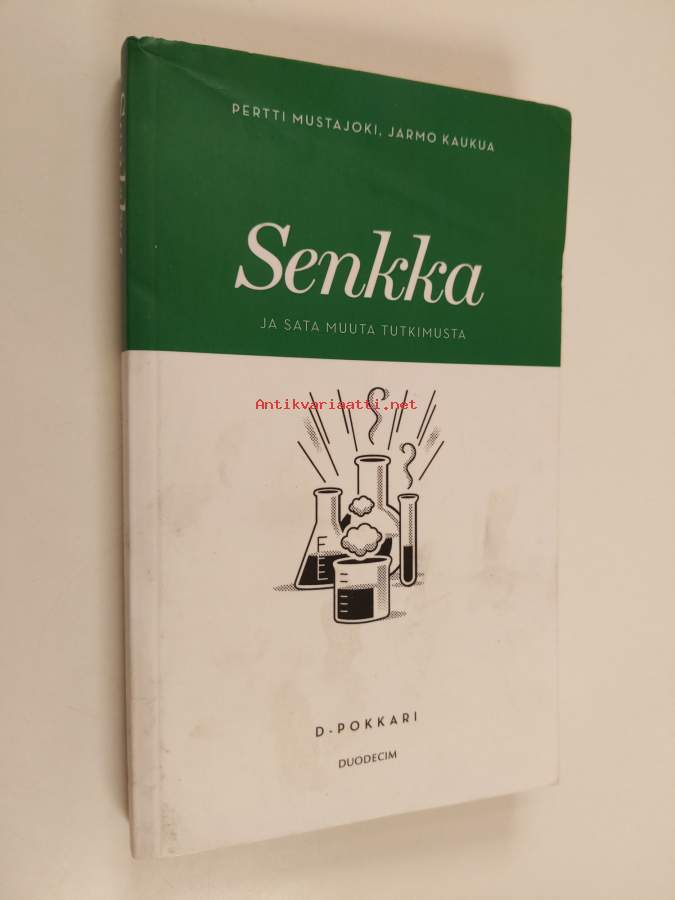 PERTTI MUSTAJOKI, JARMO KAUKUA
Senkka
JA SATA MUUTA TUTKIMUSTA
Antikvariaatti.net
D-POKKARI
DUODECIM